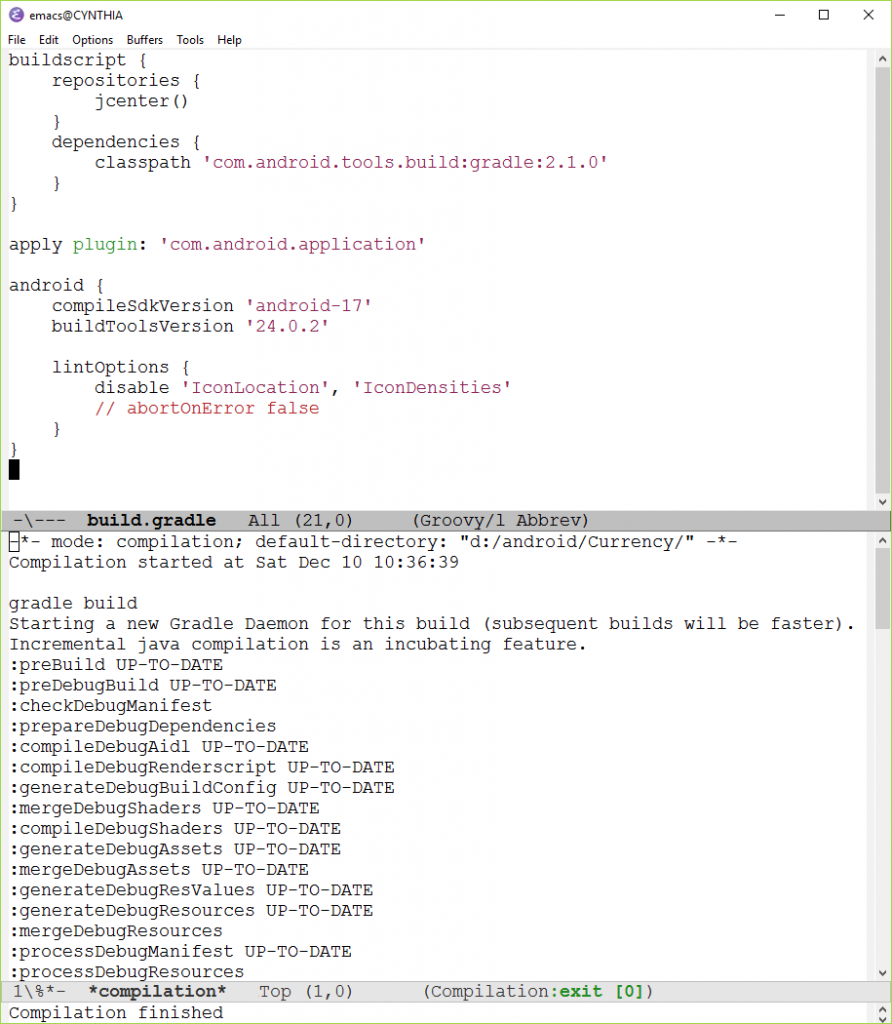 emacs@CYNTHIA
File Edit Options Buffers Tools Help
buildscript {
    repositories {
        jcenter()
    }
    dependencies {
        classpath 'com.android.tools.build:gradle:2.1.0'
    }
}

apply plugin: 'com.android.application'

android {
    compileSdkVersion 'android-17'
    buildToolsVersion '24.0.2'

    lintOptions {
        disable 'IconLocation', 'IconDensities'
        // abortOnError false
    }
}
-\--- build.gradle All (21,0) (Groovy/l Abbrev)
-*- mode: compilation; default-directory: "d:/android/Currency/" -*-
Compilation started at Sat Dec 10 10:36:39

gradle build
Starting a new Gradle Daemon for this build (subsequent builds will be faster).
Incremental java compilation is an incubating feature.
:preBuild UP-TO-DATE
:preDebugBuild UP-TO-DATE
:checkDebugManifest
:prepareDebugDependencies
:compileDebugAidl UP-TO-DATE
:compileDebugRenderscript UP-TO-DATE
:generateDebugBuildConfig UP-TO-DATE
:mergeDebugShaders UP-TO-DATE
:compileDebugShaders UP-TO-DATE
:generateDebugAssets UP-TO-DATE
:mergeDebugAssets UP-TO-DATE
:generateDebugResValues UP-TO-DATE
:generateDebugResources UP-TO-DATE
:mergeDebugResources
:processDebugManifest UP-TO-DATE
:processDebugResources
1\%*- *compilation* Top (1,0) (Compilation:exit [0])
Compilation finished